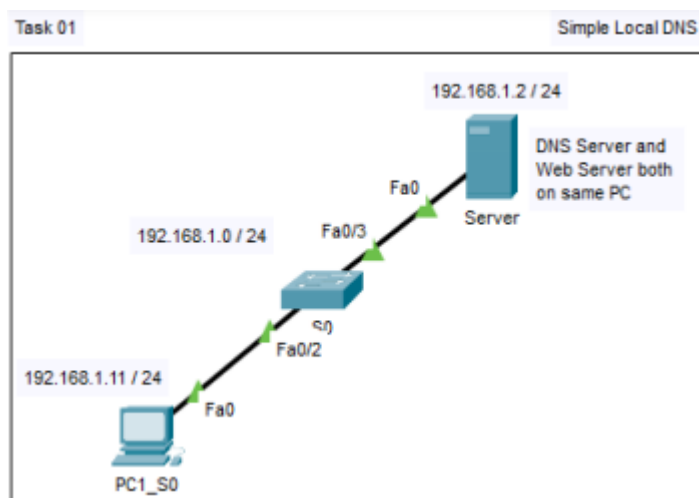 Task 01
Simple Local DNS
192.168.1.2 / 24
DNS Server and
Web Server both
on same PC
Fa0
Server
Fa0/3
192.168.1.0 / 24
S0
Fa0/2
192.168.1.11 / 24
Fa0
PC1_S0